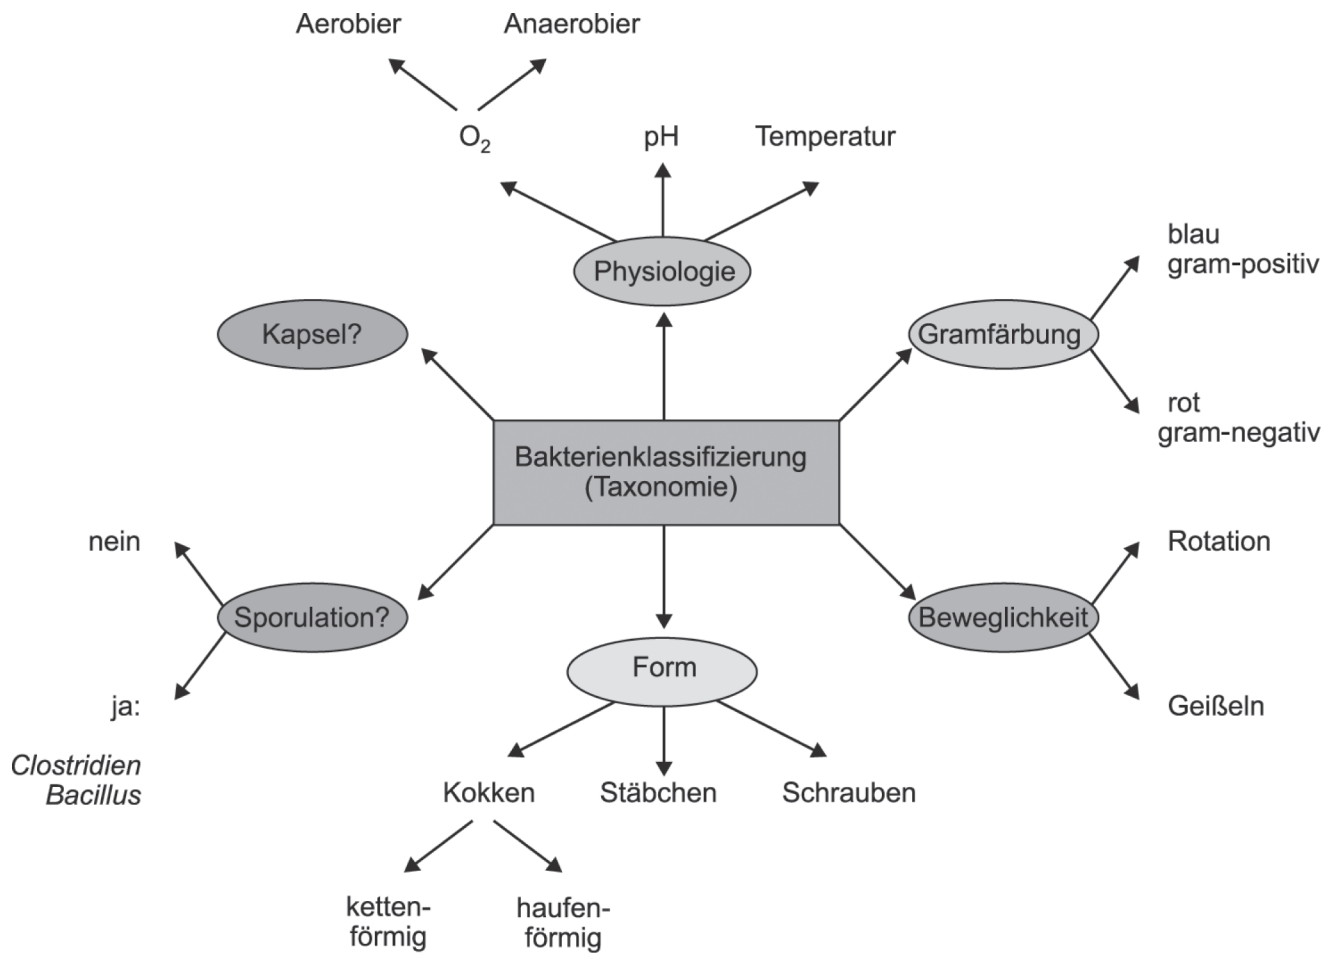 Aerobier
Anaerobier
O2
pH
Temperatur
Physiologie
blau
gram-positiv
Kapsel?
Gramfärbung
rot
gram-negativ
Bakterienklassifizierung
(Taxonomie)
nein
Rotation
Sporulation?
Beweglichkeit
Form
ja:
Geißeln
Clostridien
Bacillus
Kokken
Stäbchen
Schrauben
ketten-
förmig
haufen-
förmig